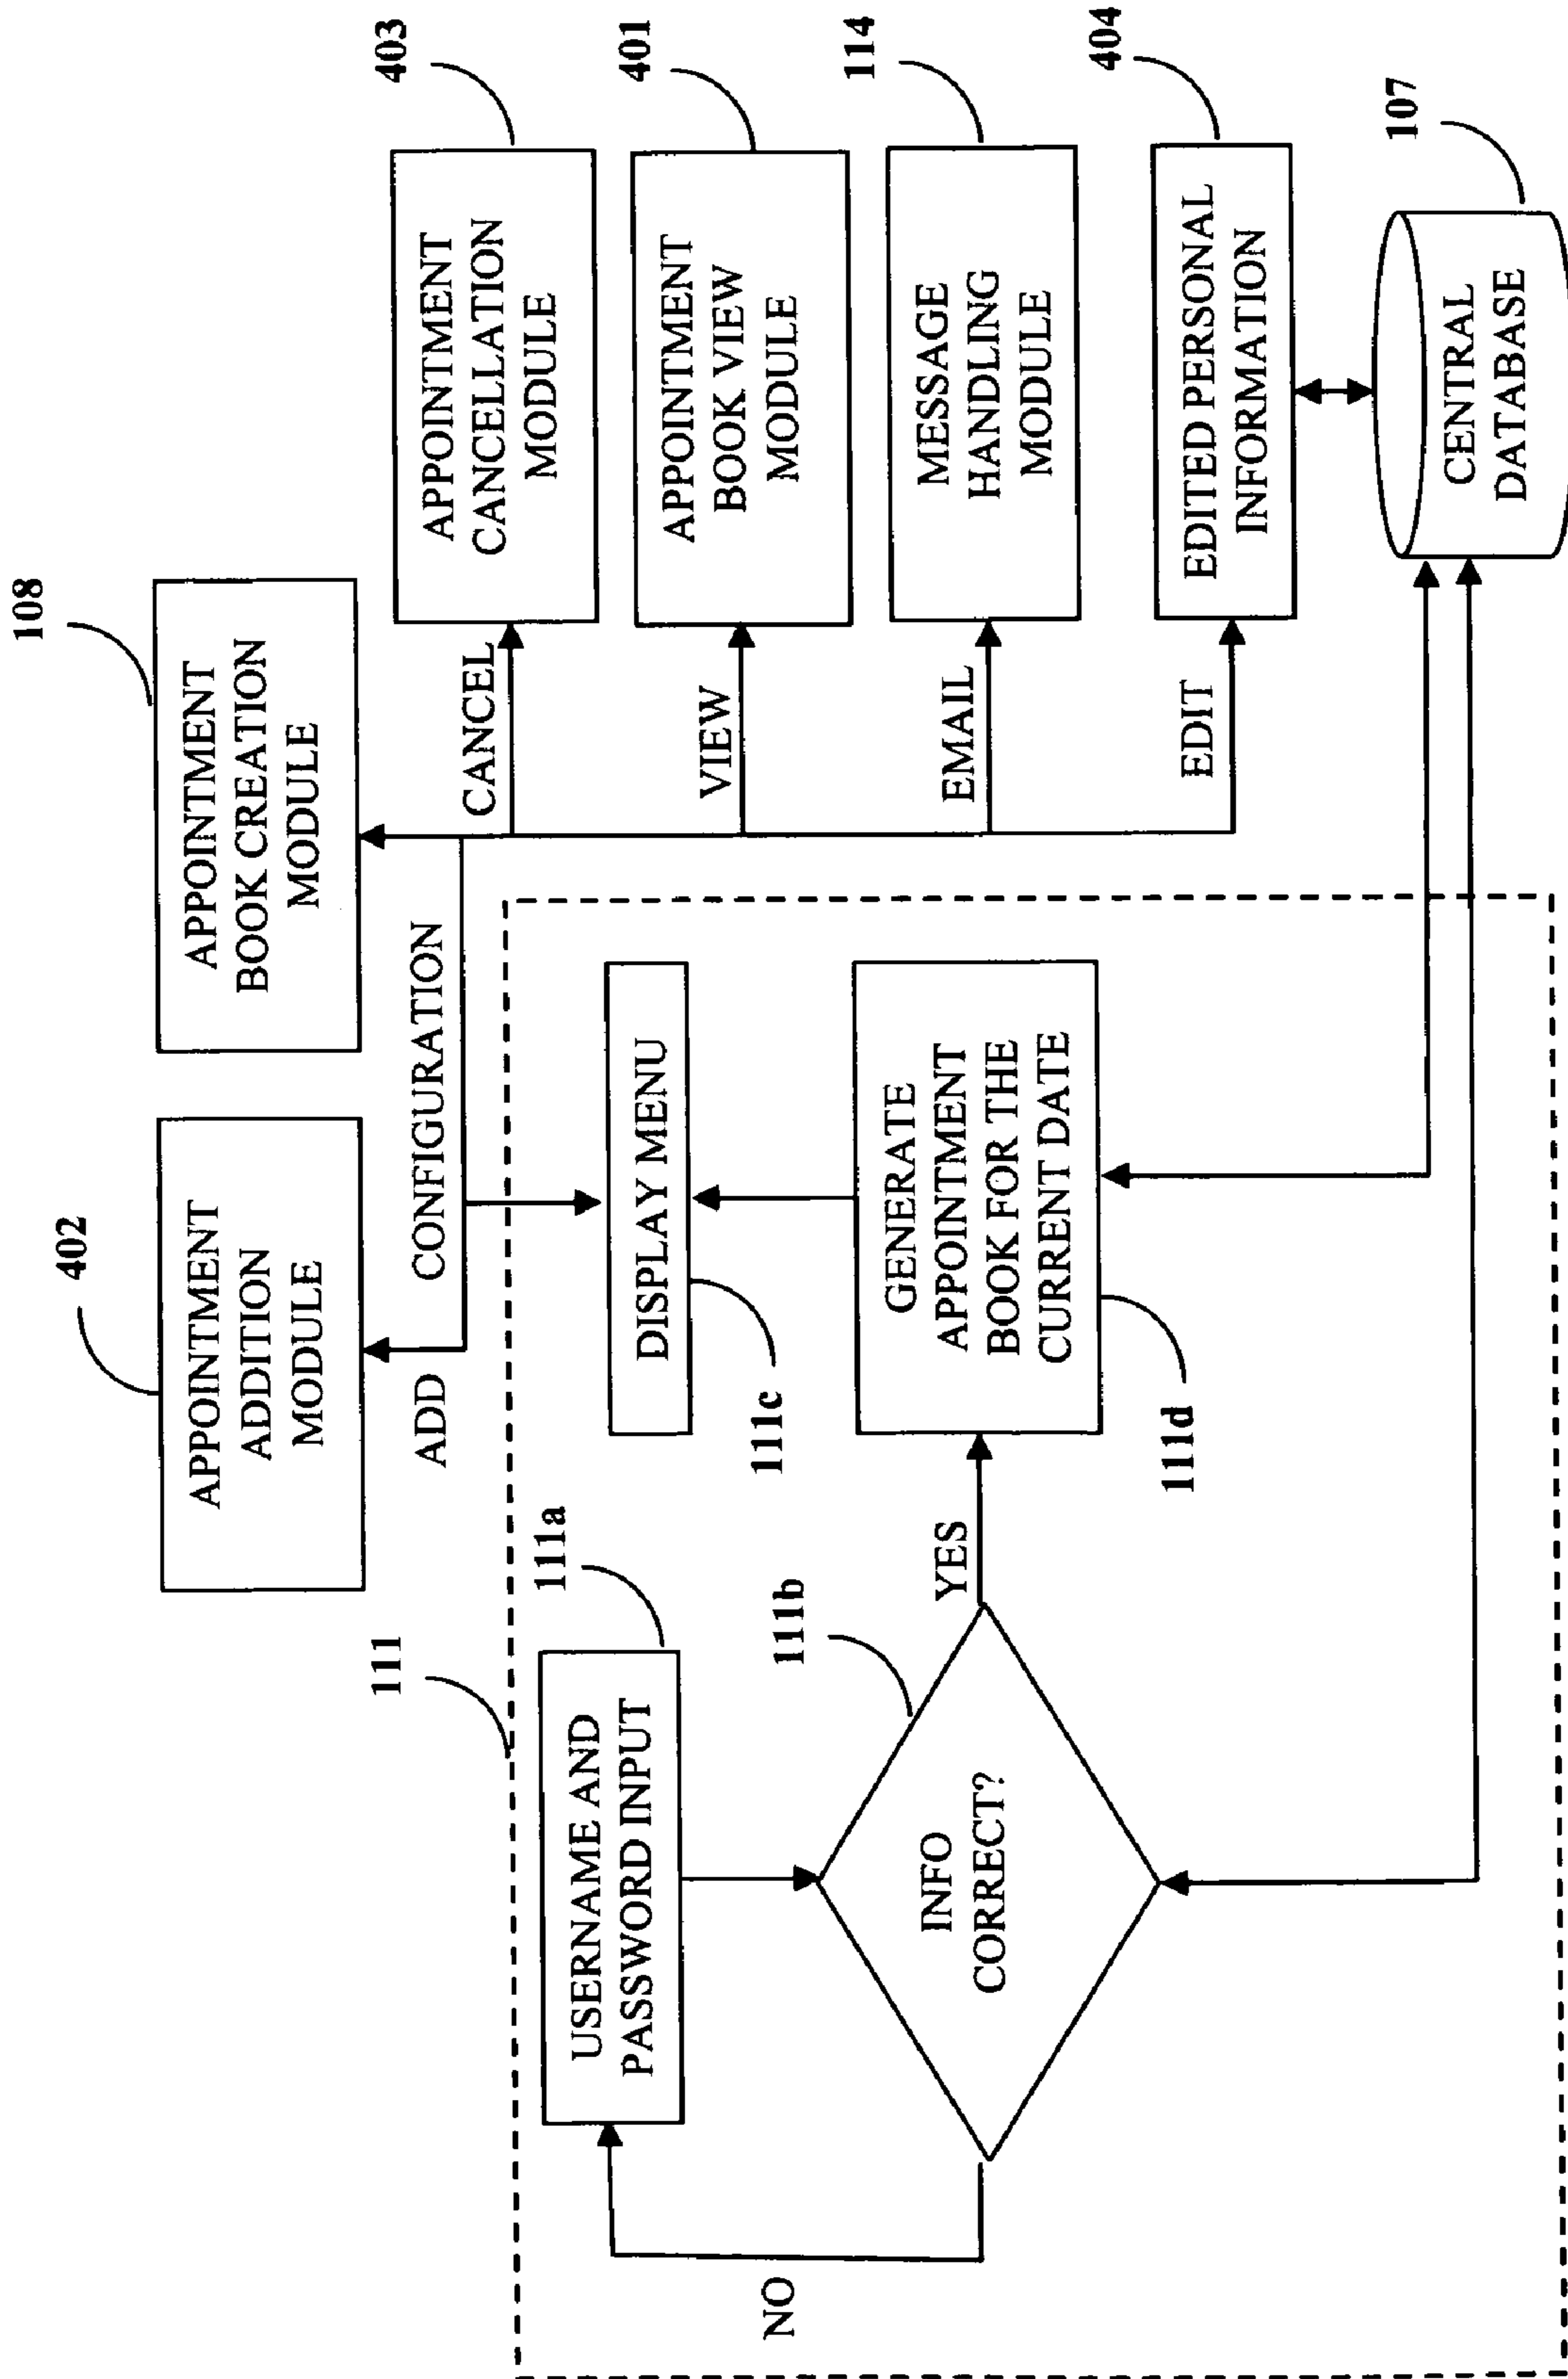 402
APPOINTMENT
ADDITION
MODULE
108
APPOINTMENT
BOOK CREATION
MODULE
ADD
CONFIGURATION
CANCEL
403
APPOINTMENT
CANCELLATION
MODULE
111
USERNAME AND
PASSWORD INPUT
111a
DISPLAY MENU
111c
VIEW
401
APPOINTMENT
BOOK VIEW
MODULE
NO
INFO
CORRECT?
111b
YES
GENERATE
APPOINTMENT
BOOK FOR THE
CURRENT DATE
111d
EMAIL
114
MESSAGE
HANDLING
MODULE
EDIT
404
EDITED PERSONAL
INFORMATION
107
CENTRAL
DATABASE